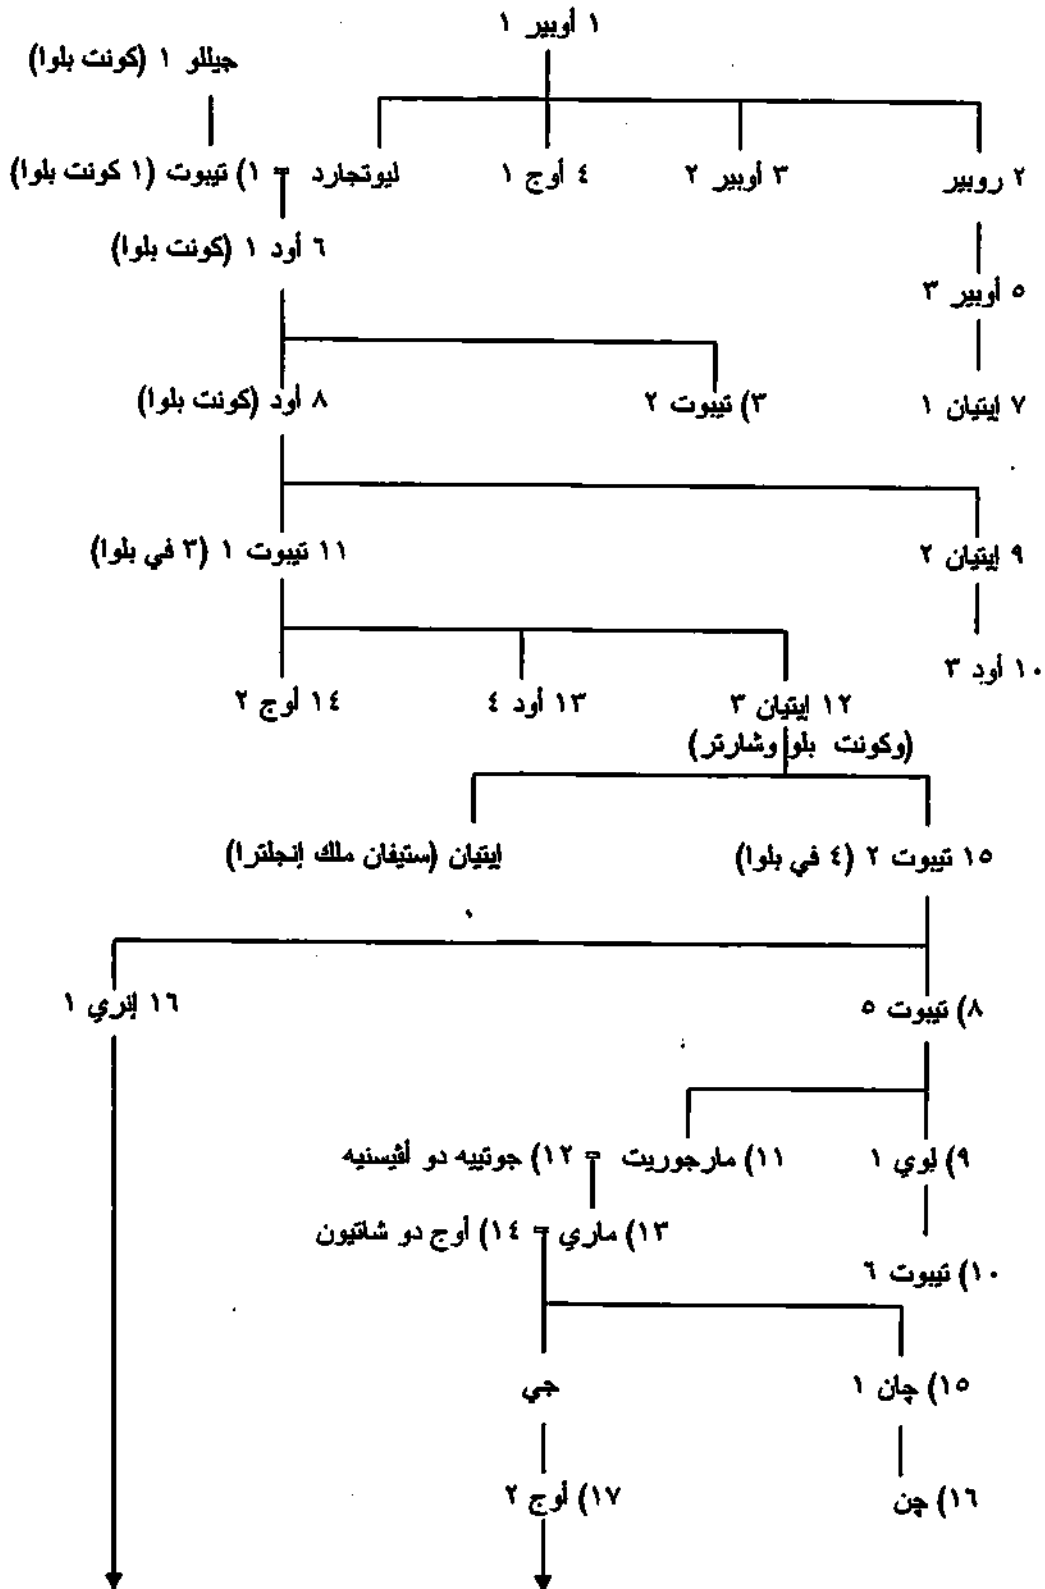 ١ أوبير ١
جيللو ١ (كونت بلوا)
٢ روبير
٣ أوبير ٢
٤ أوج ١
ليوتجارد = ١) تيبوت (١ كونت بلوا)
٦ أود ١ (كونت بلوا)
٥ أوبير ٣
٧ إيتيان ١
٣) تيبوت ٢
٨ أود (كونت بلوا)
٩ إيتيان ٢
١١ تيبوت ١ (٣ في بلوا)
١٠ أود ٣
١٢ إيتيان ٣
١٣ أود ٤
١٤ أوج ٢
(وكونت بلو وشارتر)
١٥ تيبوت ٢ (٤ في بلوا)
إيتيان (ستيفان ملك إنجلترا)
٨) تيبوت ٥
١٦ إنري ١
٩) لوي ١
١١) مارجوريت = ١٢) جوتييه دو أڤيسنيه
١٣) ماري = ١٤) أوج دو شاتيون
١٠) تيبوت ٦
١٥) چان ١
جي
١٦) چن
١٧) أوج ٢